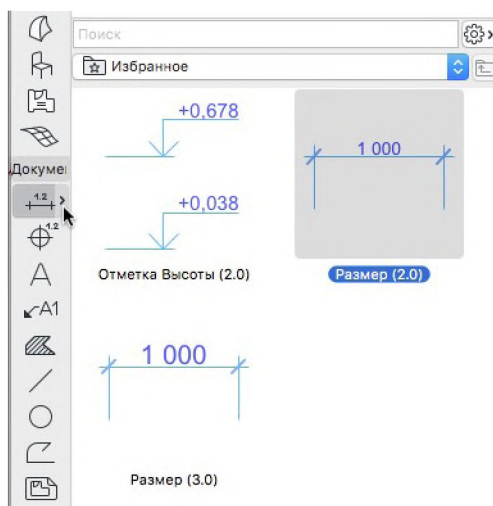 Поиск
Избранное
+0,678
1 000
Докумен
1.2
+0,038
1.2
Отметка Высоты (2.0)
Размер (2.0)
A
A1
1 000
Размер (3.0)